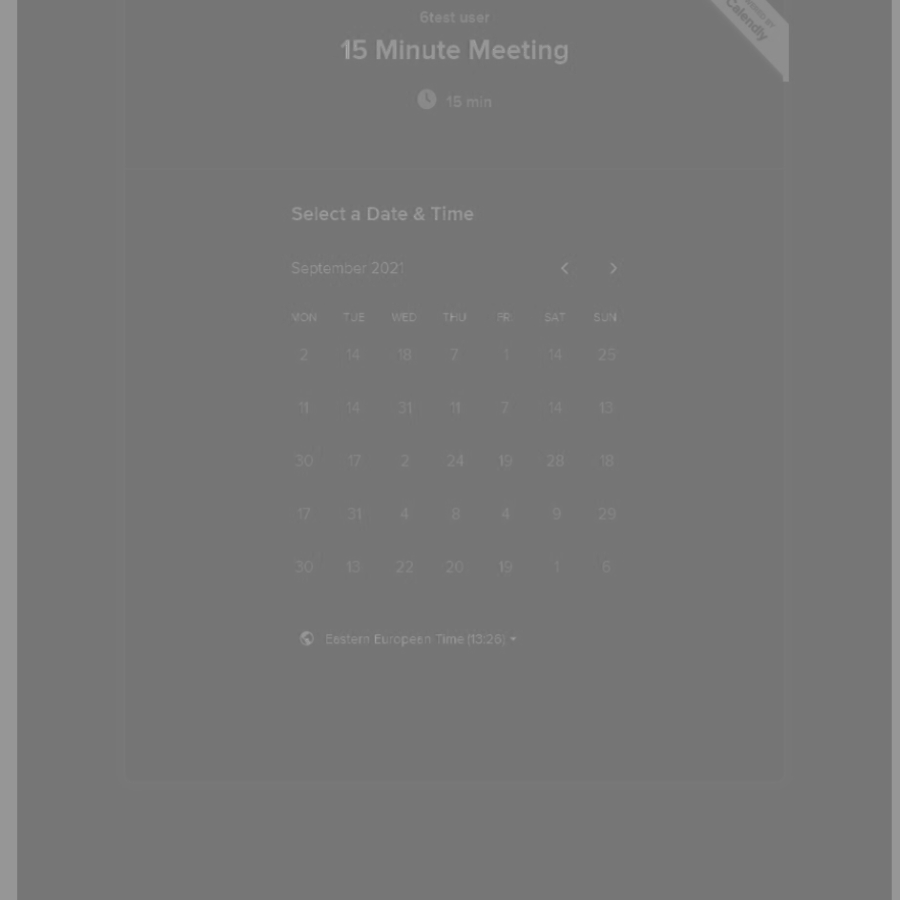 6test user
15 Minute Meeting
15 min
Calendly
Select a Date & Time
September 2021
MON TUE WED THU FRI SAT SUN
2 14 18 7 1 14 25
11 14 31 11 7 14 13
30 17 2 24 19 28 18
17 31 4 8 4 9 29
30 13 22 20 19 1 6
Eastern European Time (13:26)